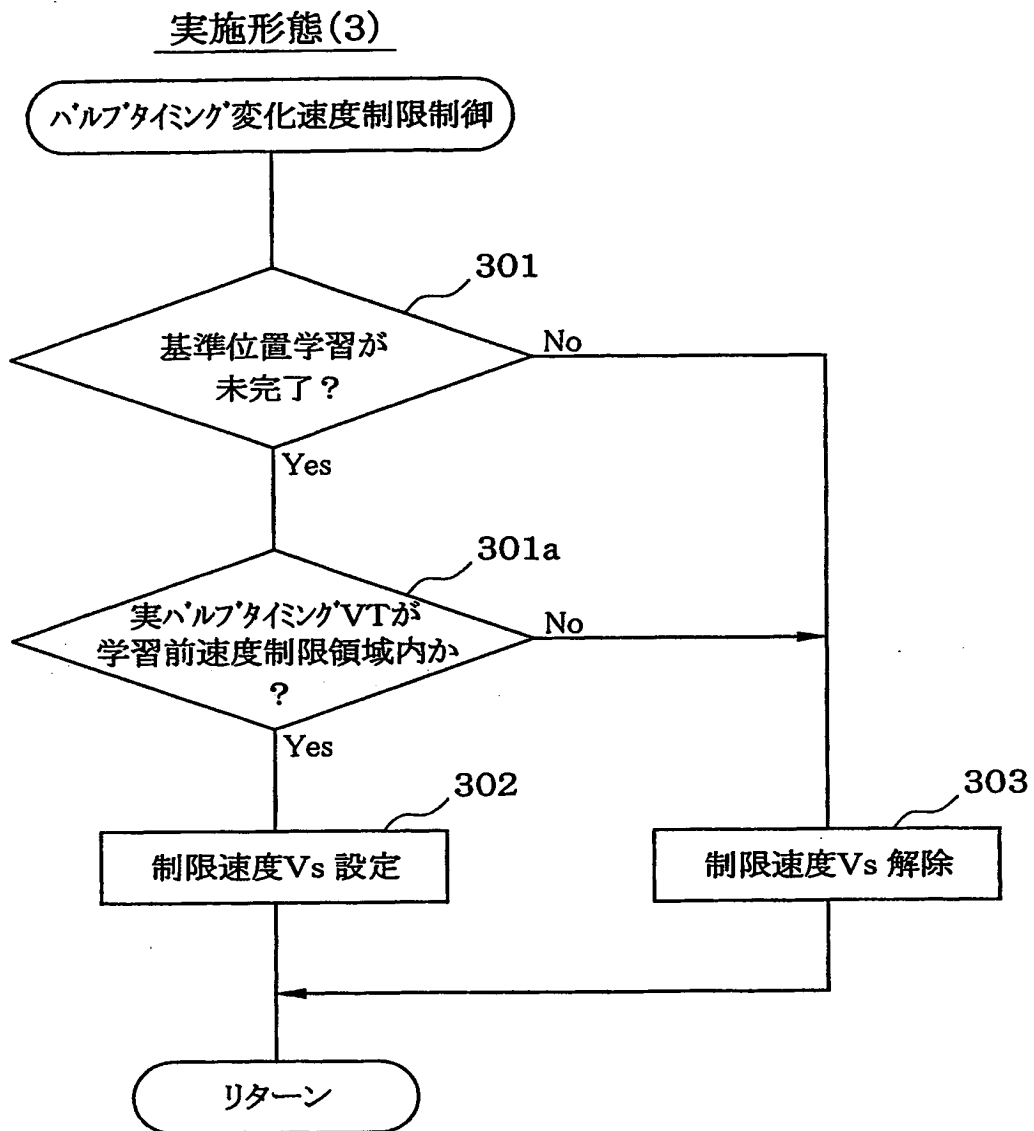 実施形態(3)
バルブタイミング変化速度制限制御
301
基準位置学習が
未完了？
No
Yes
301a
実バルブタイミングVTが
学習前速度制限領域内か
？
No
Yes
302
制限速度Vs 設定
303
制限速度Vs 解除
リターン